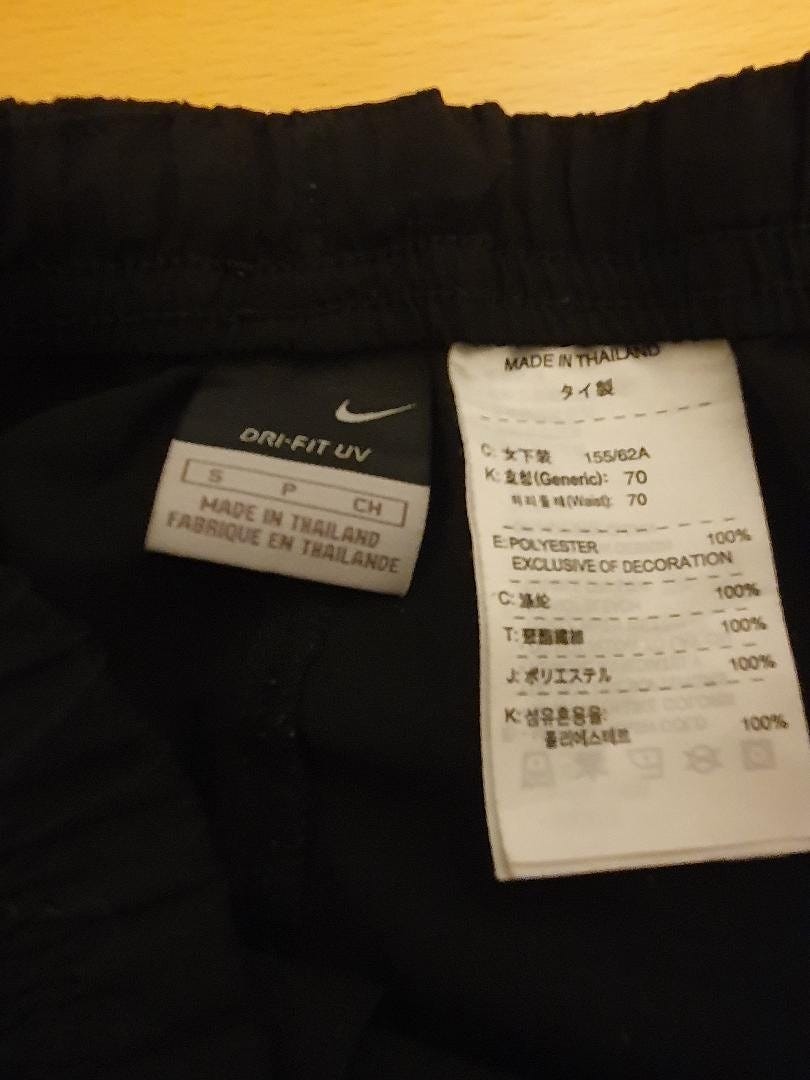 DRI-FIT UV
S P CH
MADE IN THAILAND
FABRIQUE EN THAILANDE
MADE IN THAILAND
タイ製
C: 女下装 155/62A
K: 호칭(Generic): 70
허리둘레(Waist): 70
E: POLYESTER 100%
EXCLUSIVE OF DECORATION
C: 涤纶 100%
T: 聚酯纖維 100%
J: ポリエステル 100%
K: 섬유혼용율:
폴리에스테르 100%